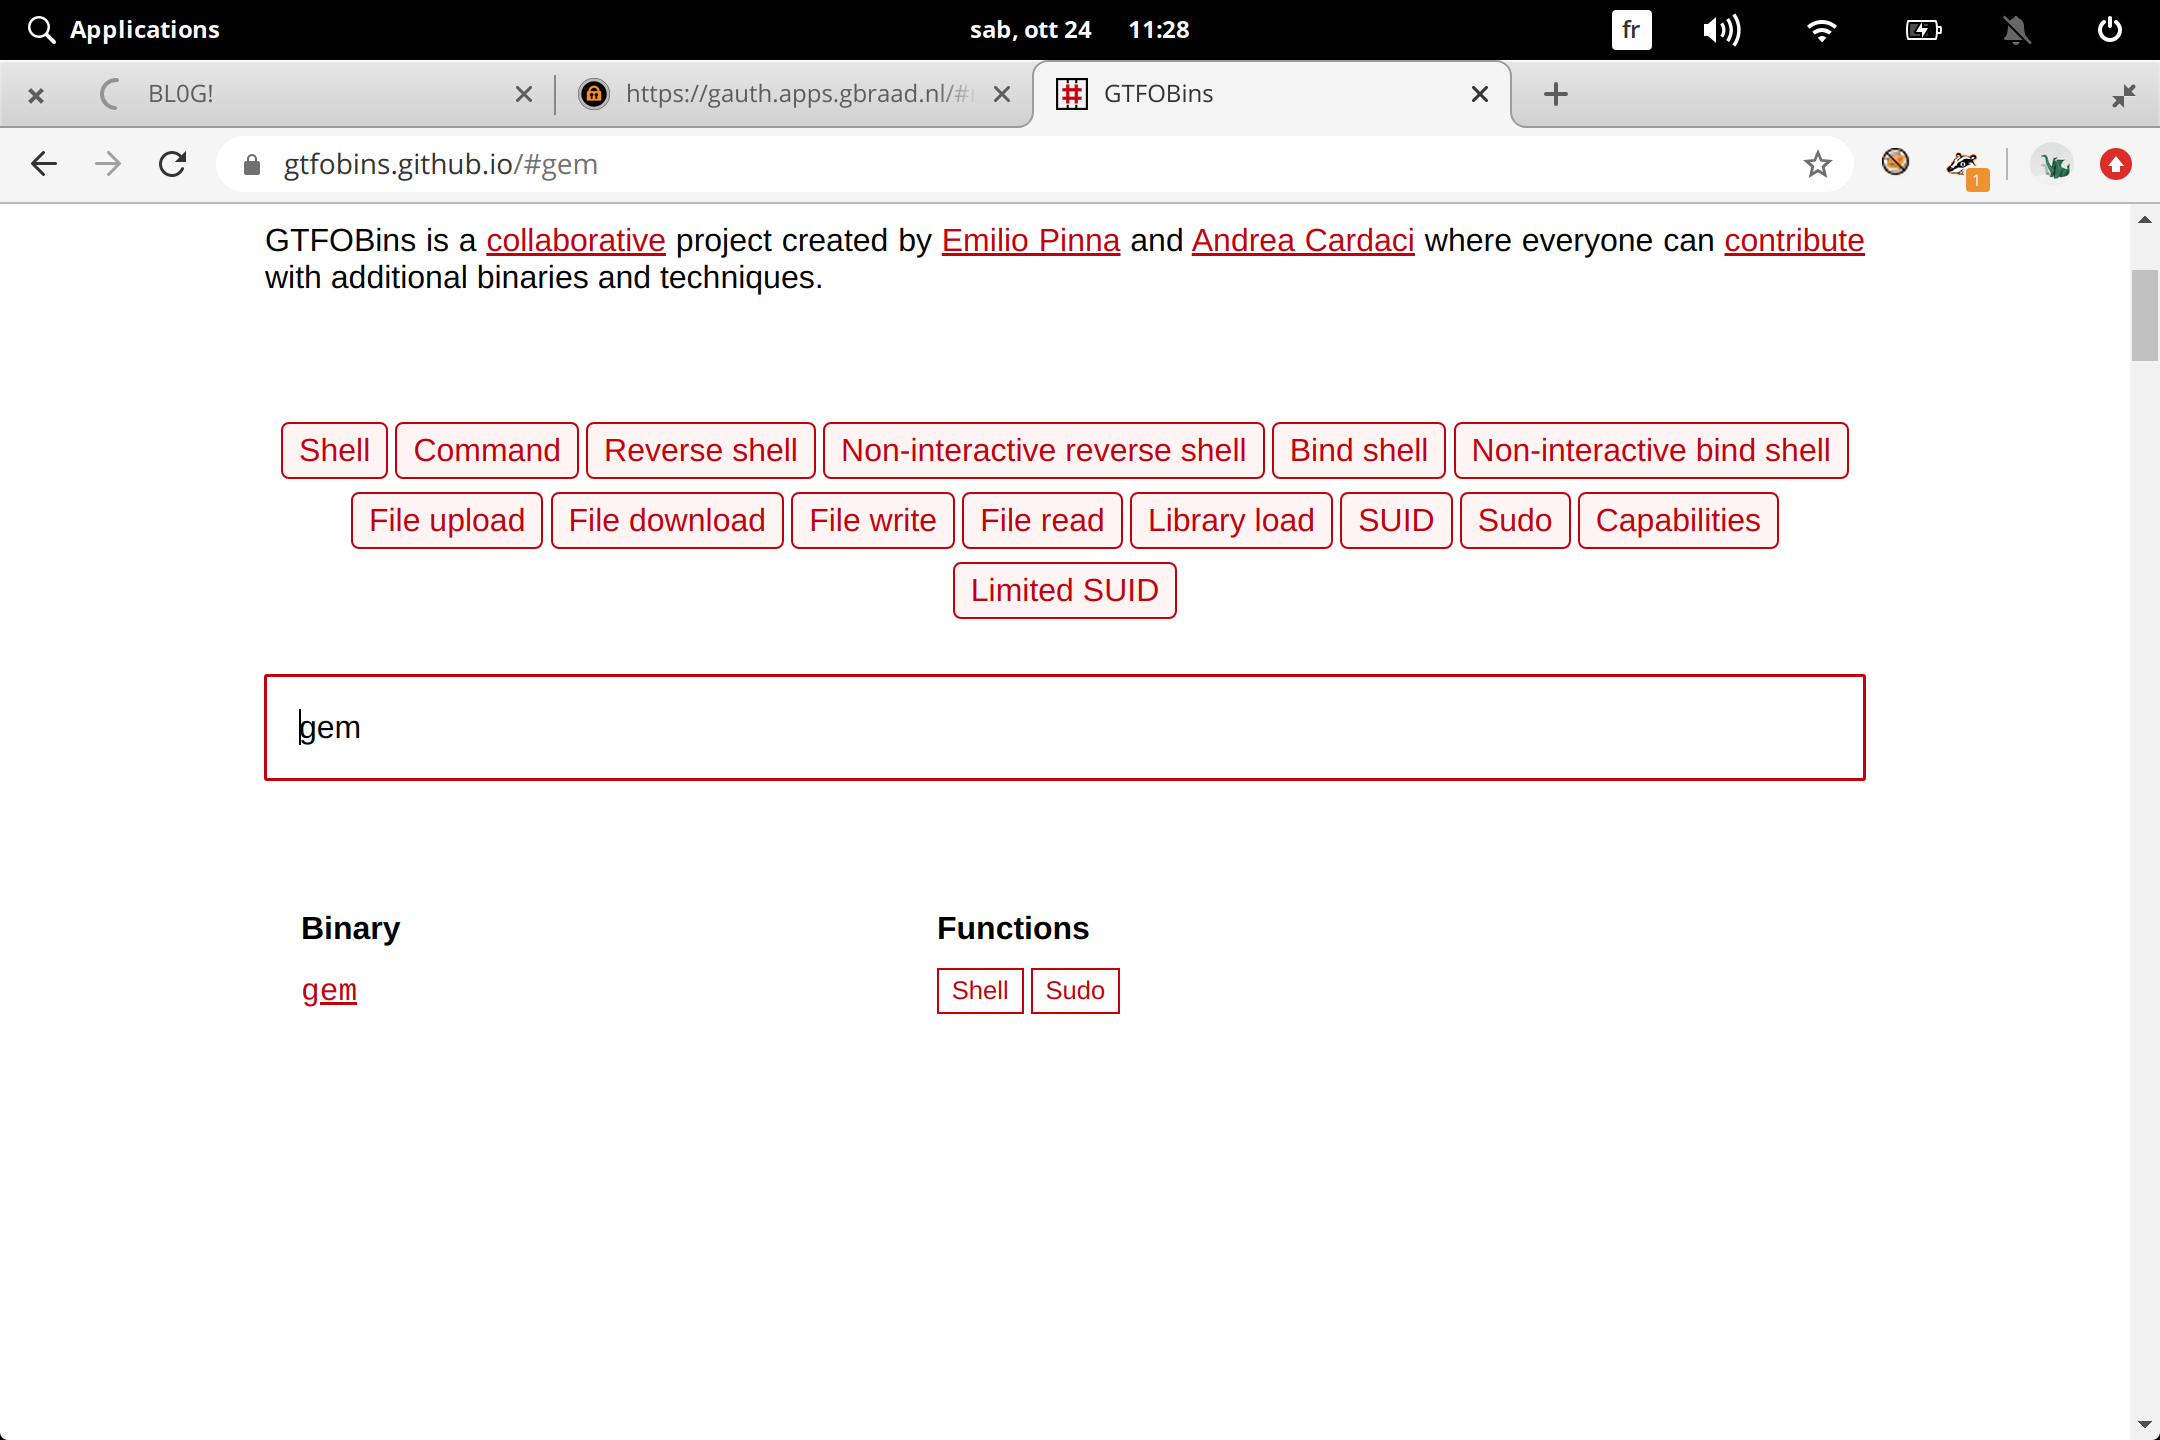 Applications sab, ott 24 11:28 fr
BL0G! https://gauth.apps.gbraad.nl/# GTFOBins
gtfobins.github.io/#gem 1
GTFOBins is a collaborative project created by Emilio Pinna and Andrea Cardaci where everyone can contribute
with additional binaries and techniques.
Shell Command Reverse shell Non-interactive reverse shell Bind shell Non-interactive bind shell
File upload File download File write File read Library load SUID Sudo Capabilities
Limited SUID
gem
Binary Functions
gem Shell Sudo